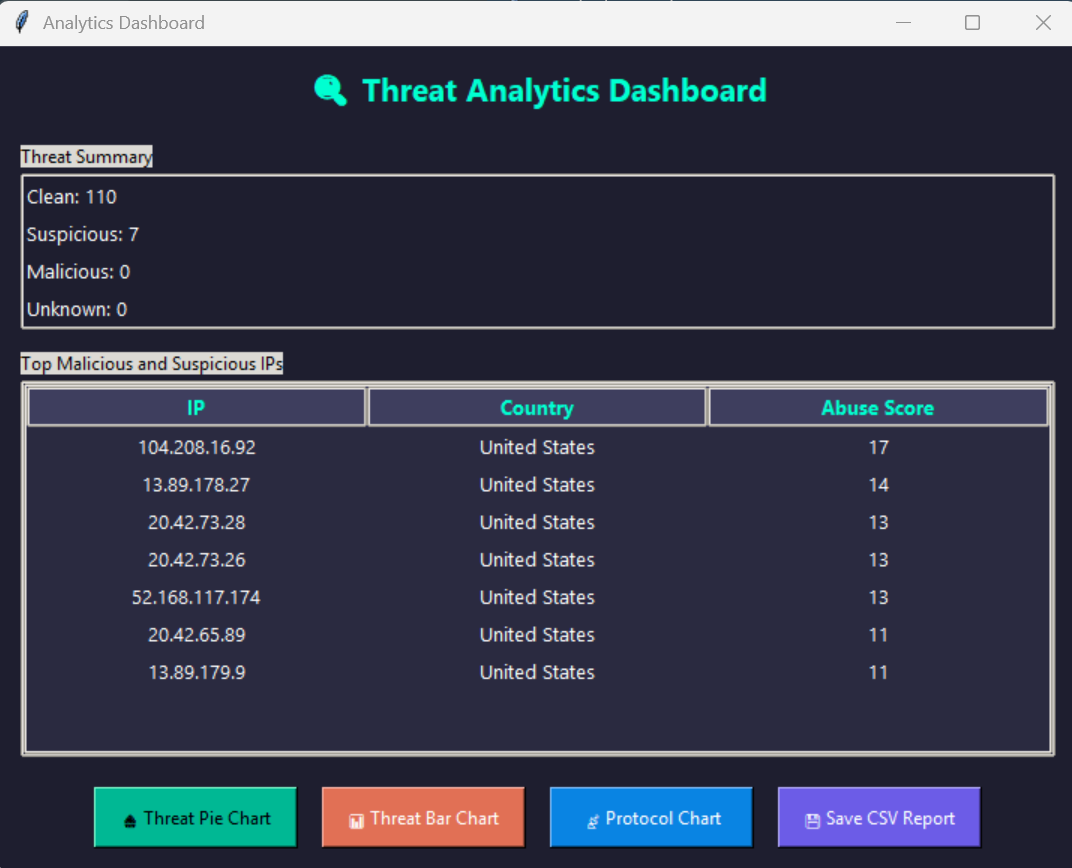 Analytics Dashboard
Threat Analytics Dashboard
Threat Summary
Clean: 110
Suspicious: 7
Malicious: 0
Unknown: 0
Top Malicious and Suspicious IPs
IP Country Abuse Score
104.208.16.92 United States 17
13.89.178.27 United States 14
20.42.73.28 United States 13
20.42.73.26 United States 13
52.168.117.174 United States 13
20.42.65.89 United States 11
13.89.179.9 United States 11
Threat Pie Chart Threat Bar Chart Protocol Chart Save CSV Report